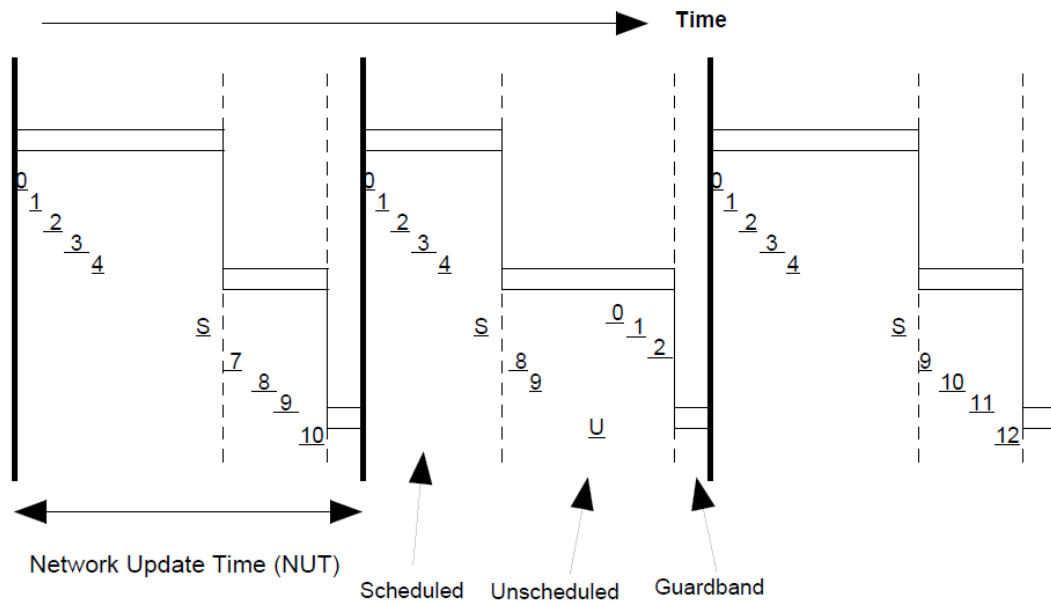 Time
0 0 0
1 1 1
2 2 2
3 3 3
4 4 4
0
S S 1 S
2
7 8 9
8 9 10
9 11
10 U 12
Network Update Time (NUT)
Scheduled Unscheduled Guardband